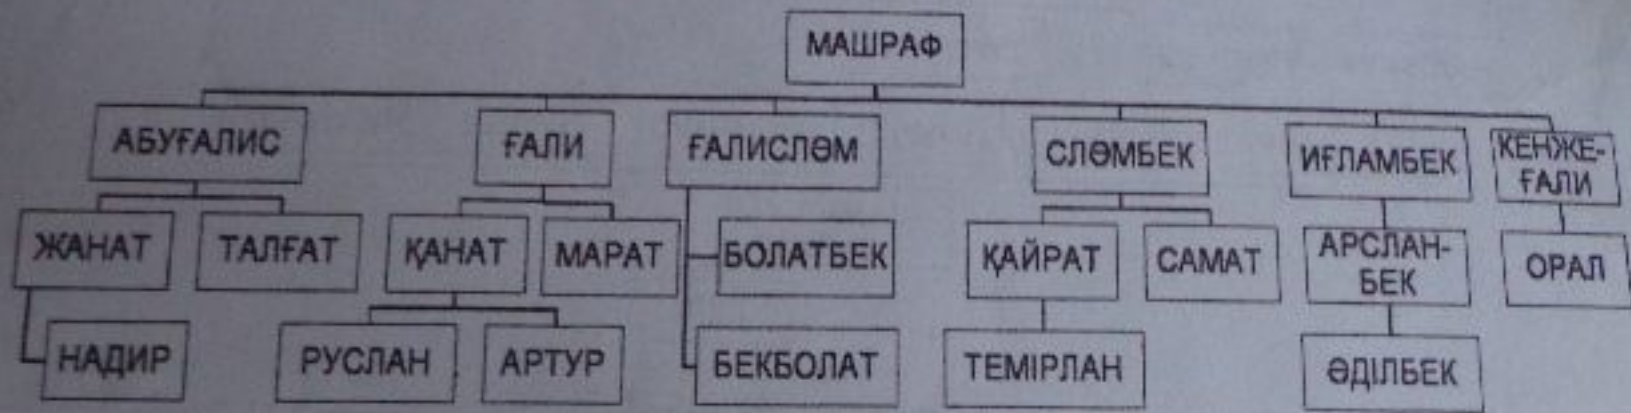 МАШРАФ
АБУҒАЛИС
ҒАЛИ
ҒАЛИСЛӨМ
СЛӨМБЕК
ИҒЛАМБЕК
КЕНЖЕ-
ҒАЛИ
ЖАНАТ
ТАЛҒАТ
ҚАНАТ
МАРАТ
БОЛАТБЕК
ҚАЙРАТ
САМАТ
АРСЛАН-
БЕК
ОРАЛ
НАДИР
РУСЛАН
АРТУР
БЕКБОЛАТ
ТЕМІРЛАН
ӨДІЛБЕК